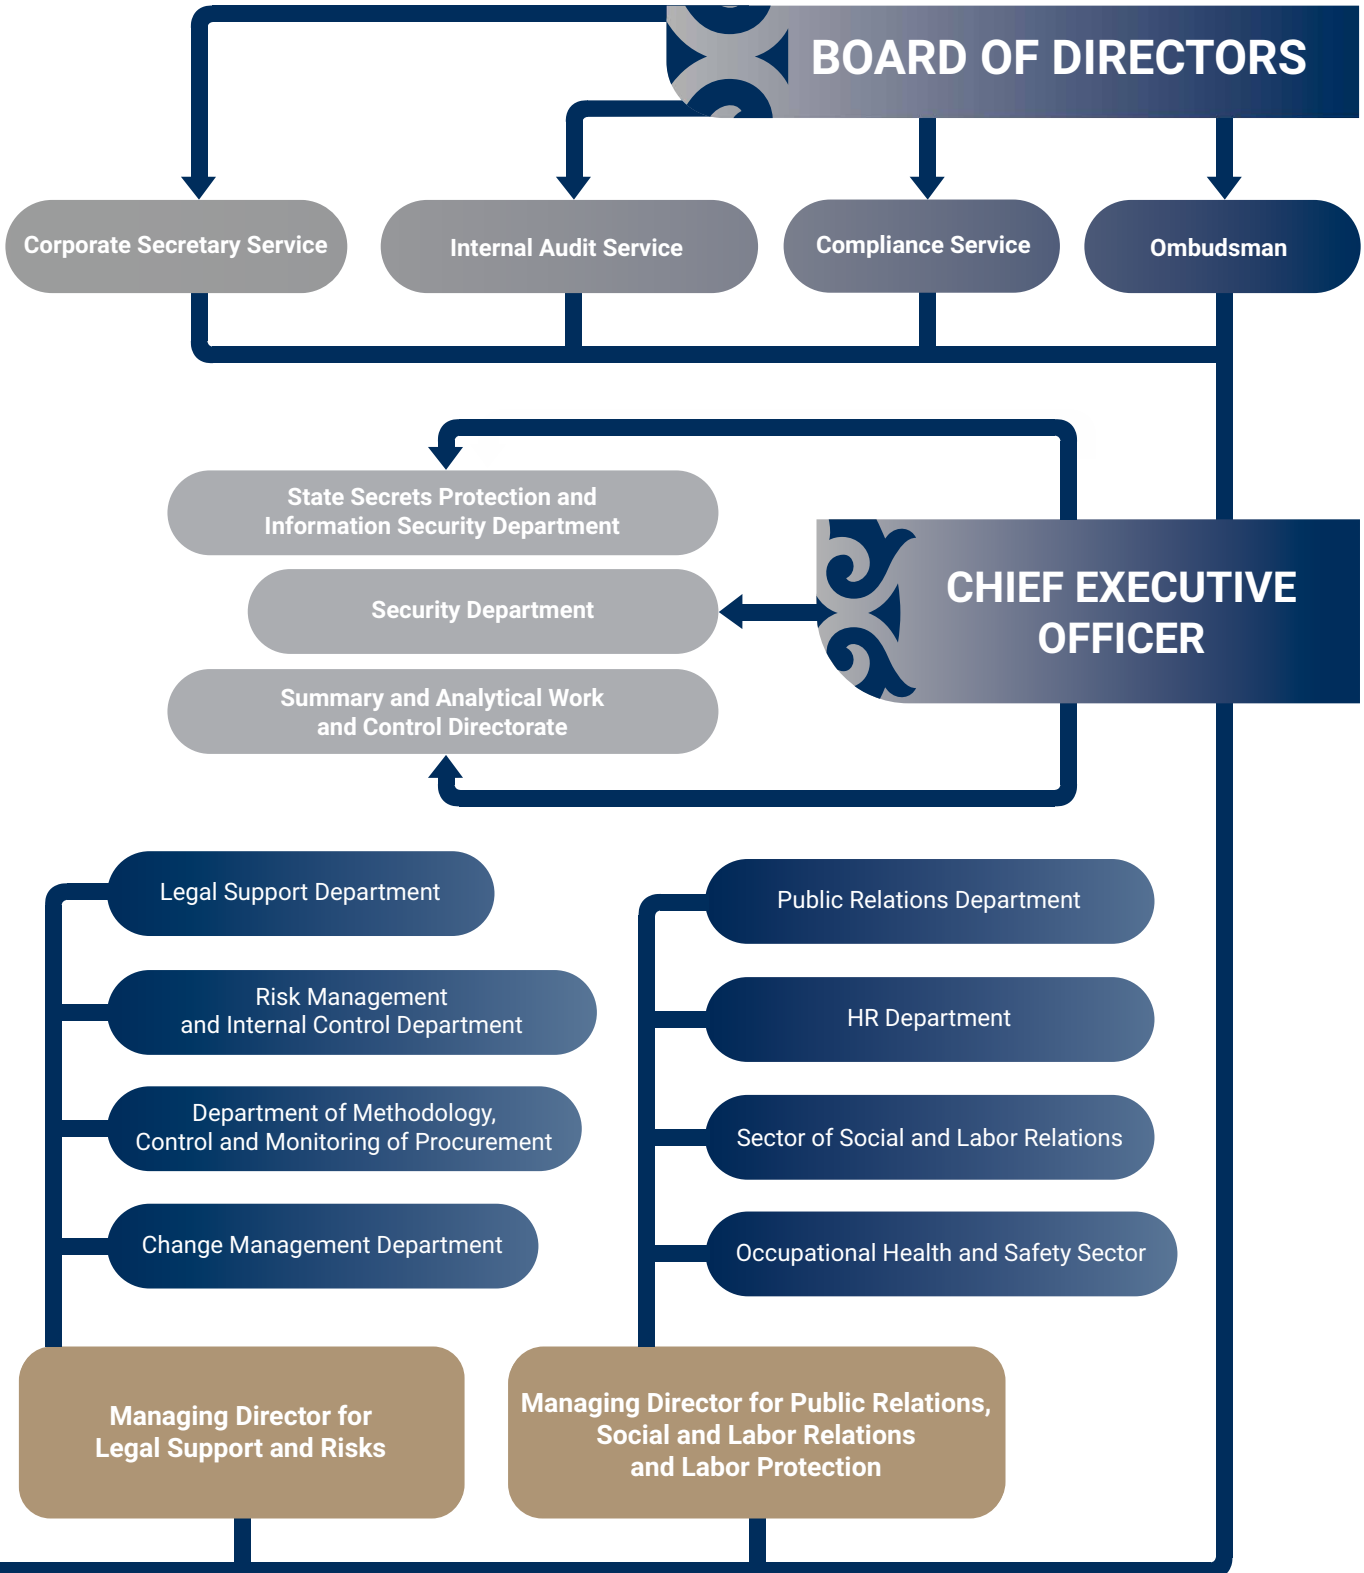 BOARD OF DIRECTORS
Corporate Secretary Service
Internal Audit Service
Compliance Service
Ombudsman
State Secrets Protection and
Information Security Department
Security Department
Summary and Analytical Work
and Control Directorate
CHIEF EXECUTIVE
OFFICER
Legal Support Department
Risk Management
and Internal Control Department
Department of Methodology,
Control and Monitoring of Procurement
Change Management Department
Public Relations Department
HR Department
Sector of Social and Labor Relations
Occupational Health and Safety Sector
Managing Director for
Legal Support and Risks
Managing Director for Public Relations,
Social and Labor Relations
and Labor Protection